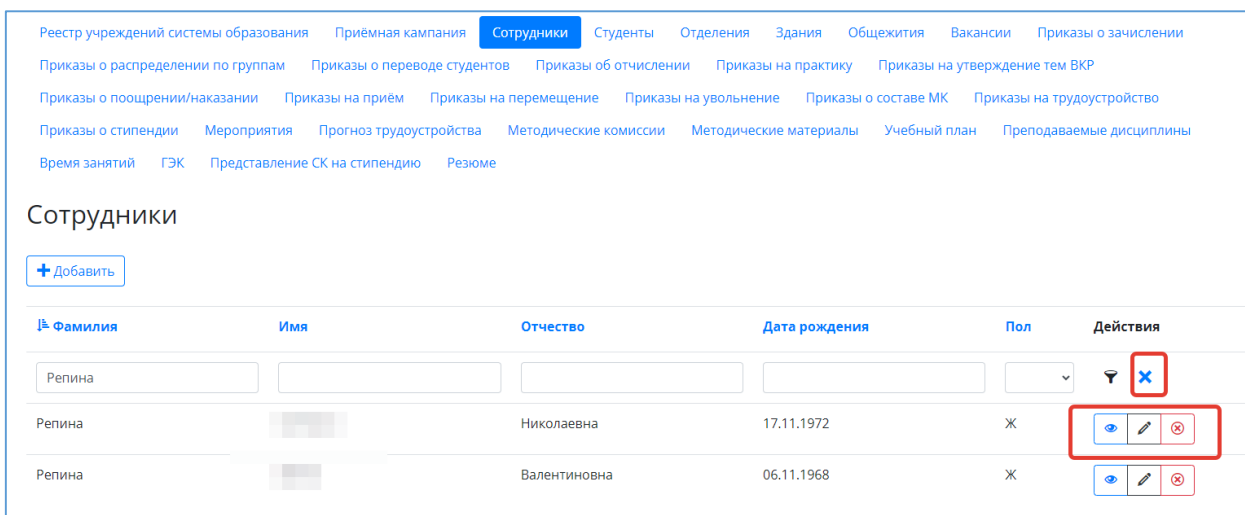 Реестр учреждений системы образования Приёмная кампания Сотрудники Студенты Отделения Здания Общежития Вакансии Приказы о зачислении
Приказы о распределении по группам Приказы о переводе студентов Приказы об отчислении Приказы на практику Приказы на утверждение тем ВКР
Приказы о поощрении/наказании Приказы на приём Приказы на перемещение Приказы на увольнение Приказы о составе МК Приказы на трудоустройство
Приказы о стипендии Мероприятия Прогноз трудоустройства Методические комиссии Методические материалы Учебный план Преподаваемые дисциплины
Время занятий ГЭК Представление СК на стипендию Резюме
Сотрудники
Добавить
Фамилия Имя Отчество Дата рождения Пол Действия
Репина
Репина Николаевна 17.11.1972 Ж
Репина Валентиновна 06.11.1968 Ж